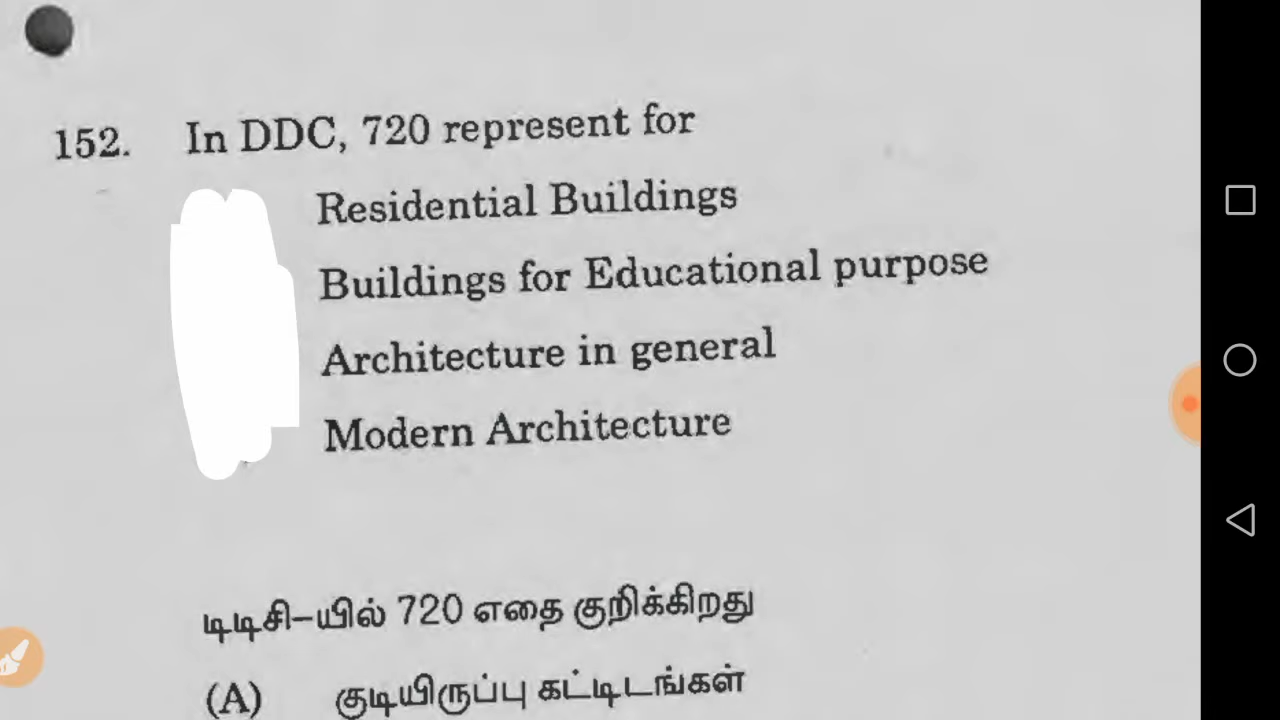 152. In DDC, 720 represent for
Residential Buildings
Buildings for Educational purpose
Architecture in general
Modern Architecture
டிடிசி-யில் 720 எதை குறிக்கிறது
(A) குடியிருப்பு கட்டிடங்கள்